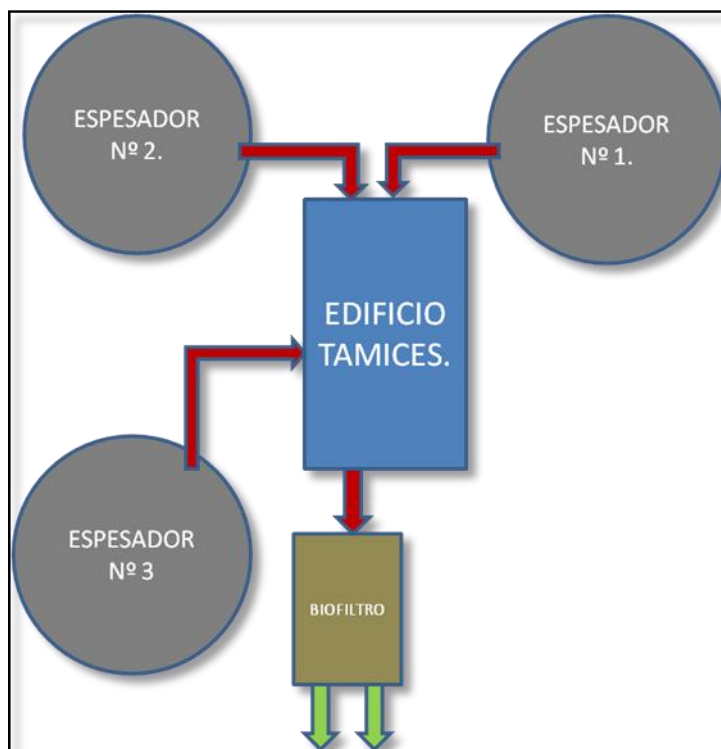 ESPESADOR
Nº 2.
ESPESADOR
Nº 1.
EDIFICIO
TAMICES.
ESPESADOR
Nº 3
BIOFILTRO